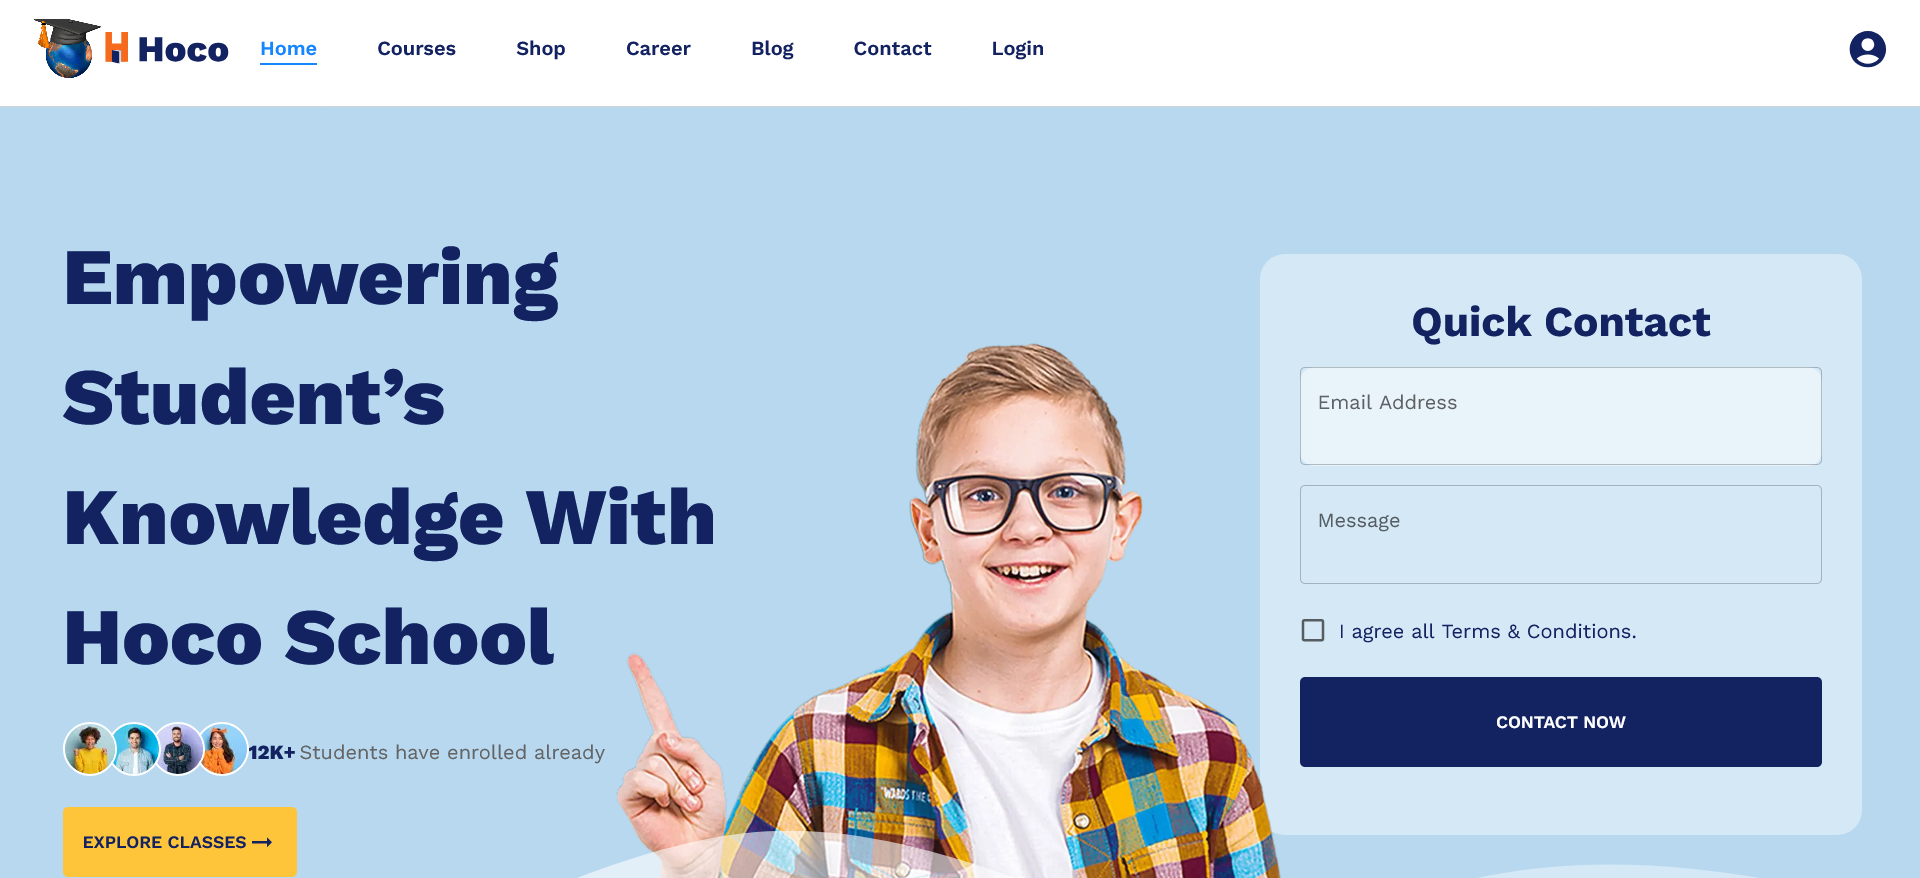 Hoco
Home
Courses
Shop
Career
Blog
Contact
Login
Empowering
Student’s
Knowledge With
Hoco School
12K+ Students have enrolled already
EXPLORE CLASSES
Quick Contact
Email Address
Message
I agree all Terms & Conditions.
CONTACT NOW